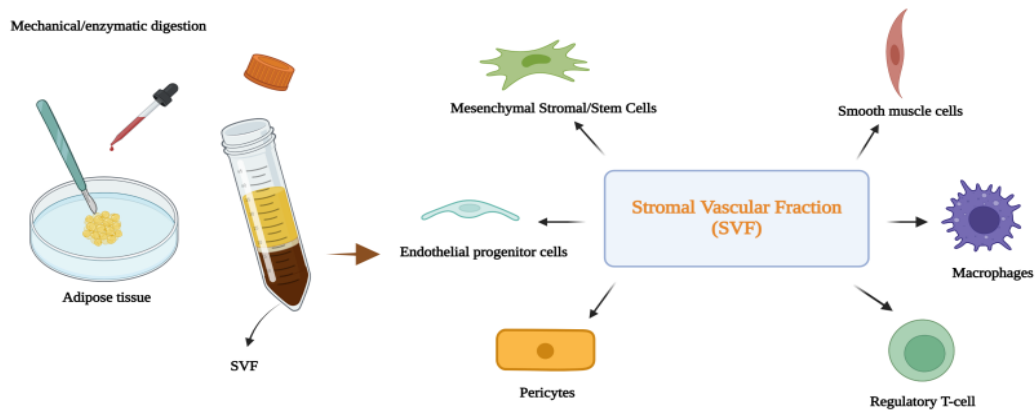 Mechanical/enzymatic digestion
Adipose tissue
SVF
Mesenchymal Stromal/Stem Cells
Smooth muscle cells
Endothelial progenitor cells
Stromal Vascular Fraction
(SVF)
Macrophages
Pericytes
Regulatory T-cell